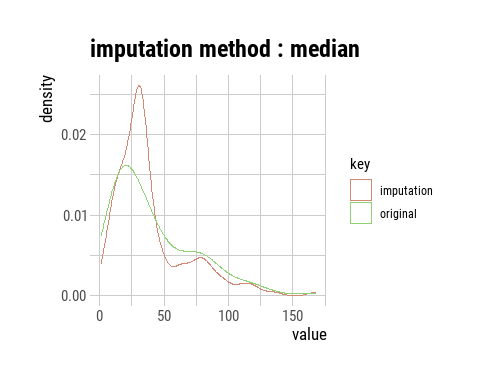 imputation method : median
density
0.02
0.01
0.00
0
50
100
150
value
key
imputation
original